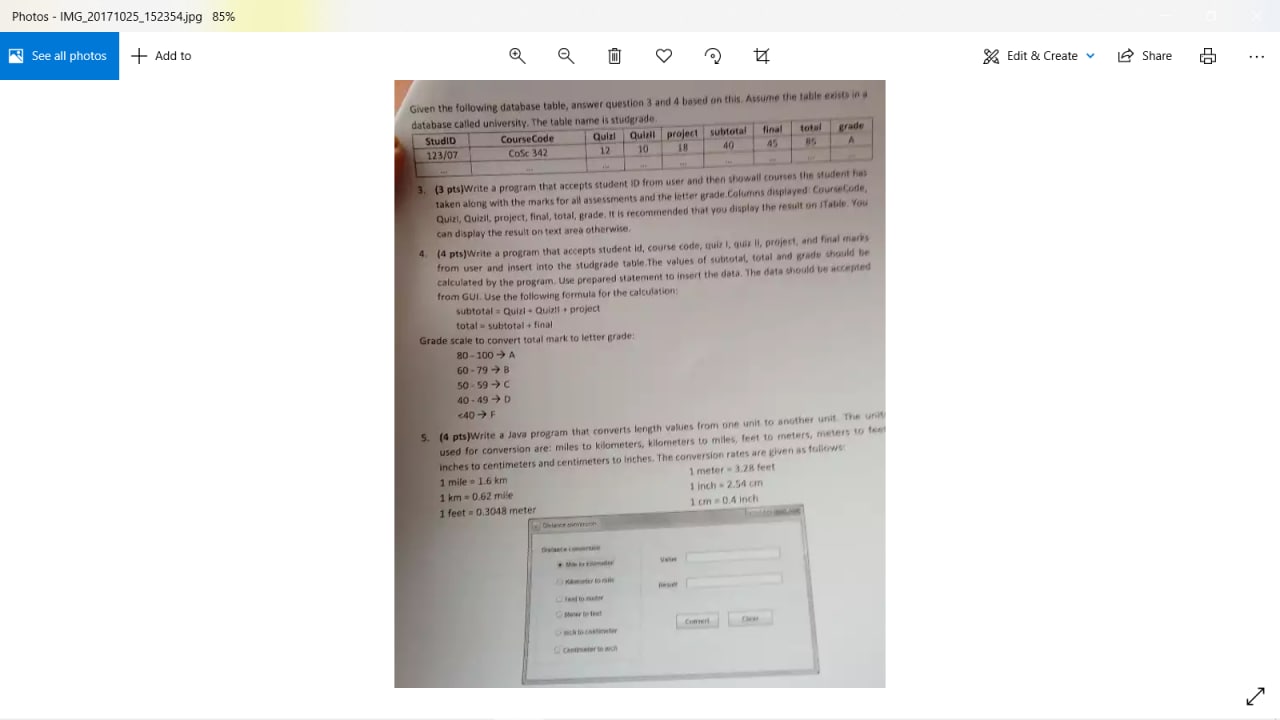 Photos - IMG_20171025_152354.jpg 85%
See all photos
Add to
Edit & Create
Share
Given the following database table, answer question 3 and 4 based on this. Assume the table exists in a
database called university. The table name is studgrade.
StudID CourseCode QuizI QuizII project subtotal final total grade
123/07 CoSc 342 12 10 18 40 45 85 A
... ... ... ... ... ... ... ... ...
3. (3 pts)Write a program that accepts student ID from user and then showall courses the student has
taken along with the marks for all assessments and the letter grade.Columns displayed: CourseCode,
QuizI, QuizII, project, final, total, grade. It is recommended that you display the result on JTable. You
can display the result on text area otherwise.
4. (4 pts)Write a program that accepts student Id, course code, quiz I, quiz II, project, and final marks
from user and insert into the studgrade table.The values of subtotal, total and grade should be
calculated by the program. Use prepared statement to insert the data. The data should be accepted
from GUI. Use the following formula for the calculation:
subtotal = QuizI + QuizII + project
total = subtotal + final
Grade scale to convert total mark to letter grade:
80 - 100 → A
60 - 79 → B
50 - 59 → C
40 - 49 → D
<40 → F
5. (4 pts)Write a Java program that converts length values from one unit to another unit. The unit
used for conversion are: miles to kilometers, kilometers to miles, feet to meters, meters to feet
inches to centimeters and centimeters to inches. The conversion rates are given as follows:
1 mile = 1.6 km 1 meter = 3.28 feet
1 km = 0.62 mile 1 inch = 2.54 cm
1 feet = 0.3048 meter 1 cm = 0.4 inch
Distance conversion
Distance conversion
Mile to kilometer Value
Kilometer to mile Result
Feet to meter
Meter to feet Convert Clear
Inch to centimeter
Centimeter to inch